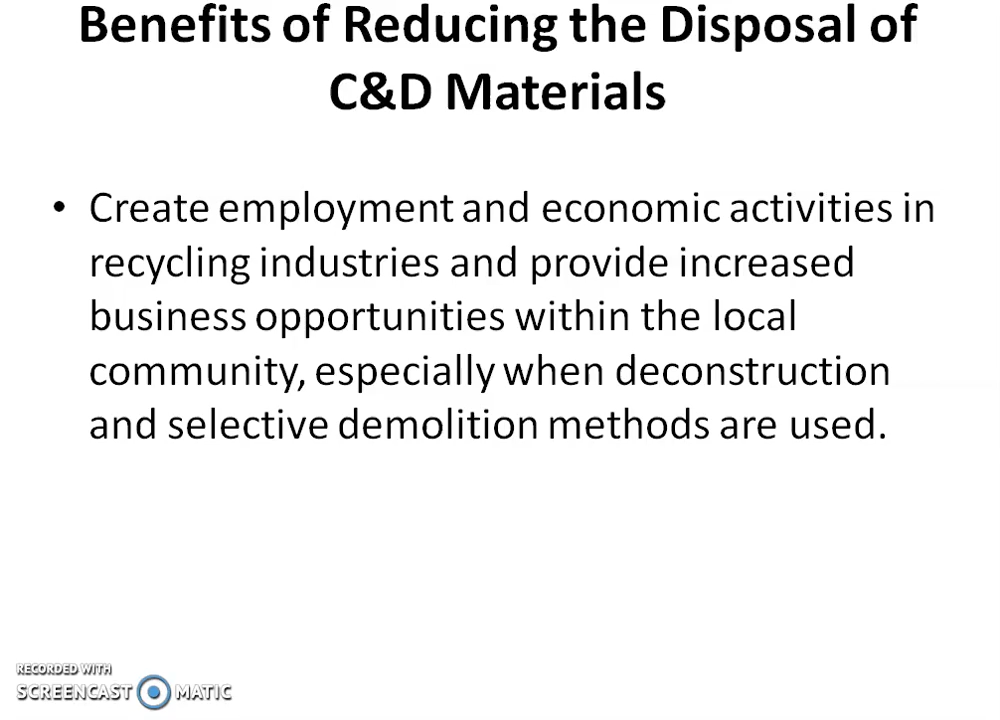 Benefits of Reducing the Disposal of
C&D Materials
• Create employment and economic activities in
recycling industries and provide increased
business opportunities within the local
community, especially when deconstruction
and selective demolition methods are used.
RECORDED WITH
SCREENCAST MATIC